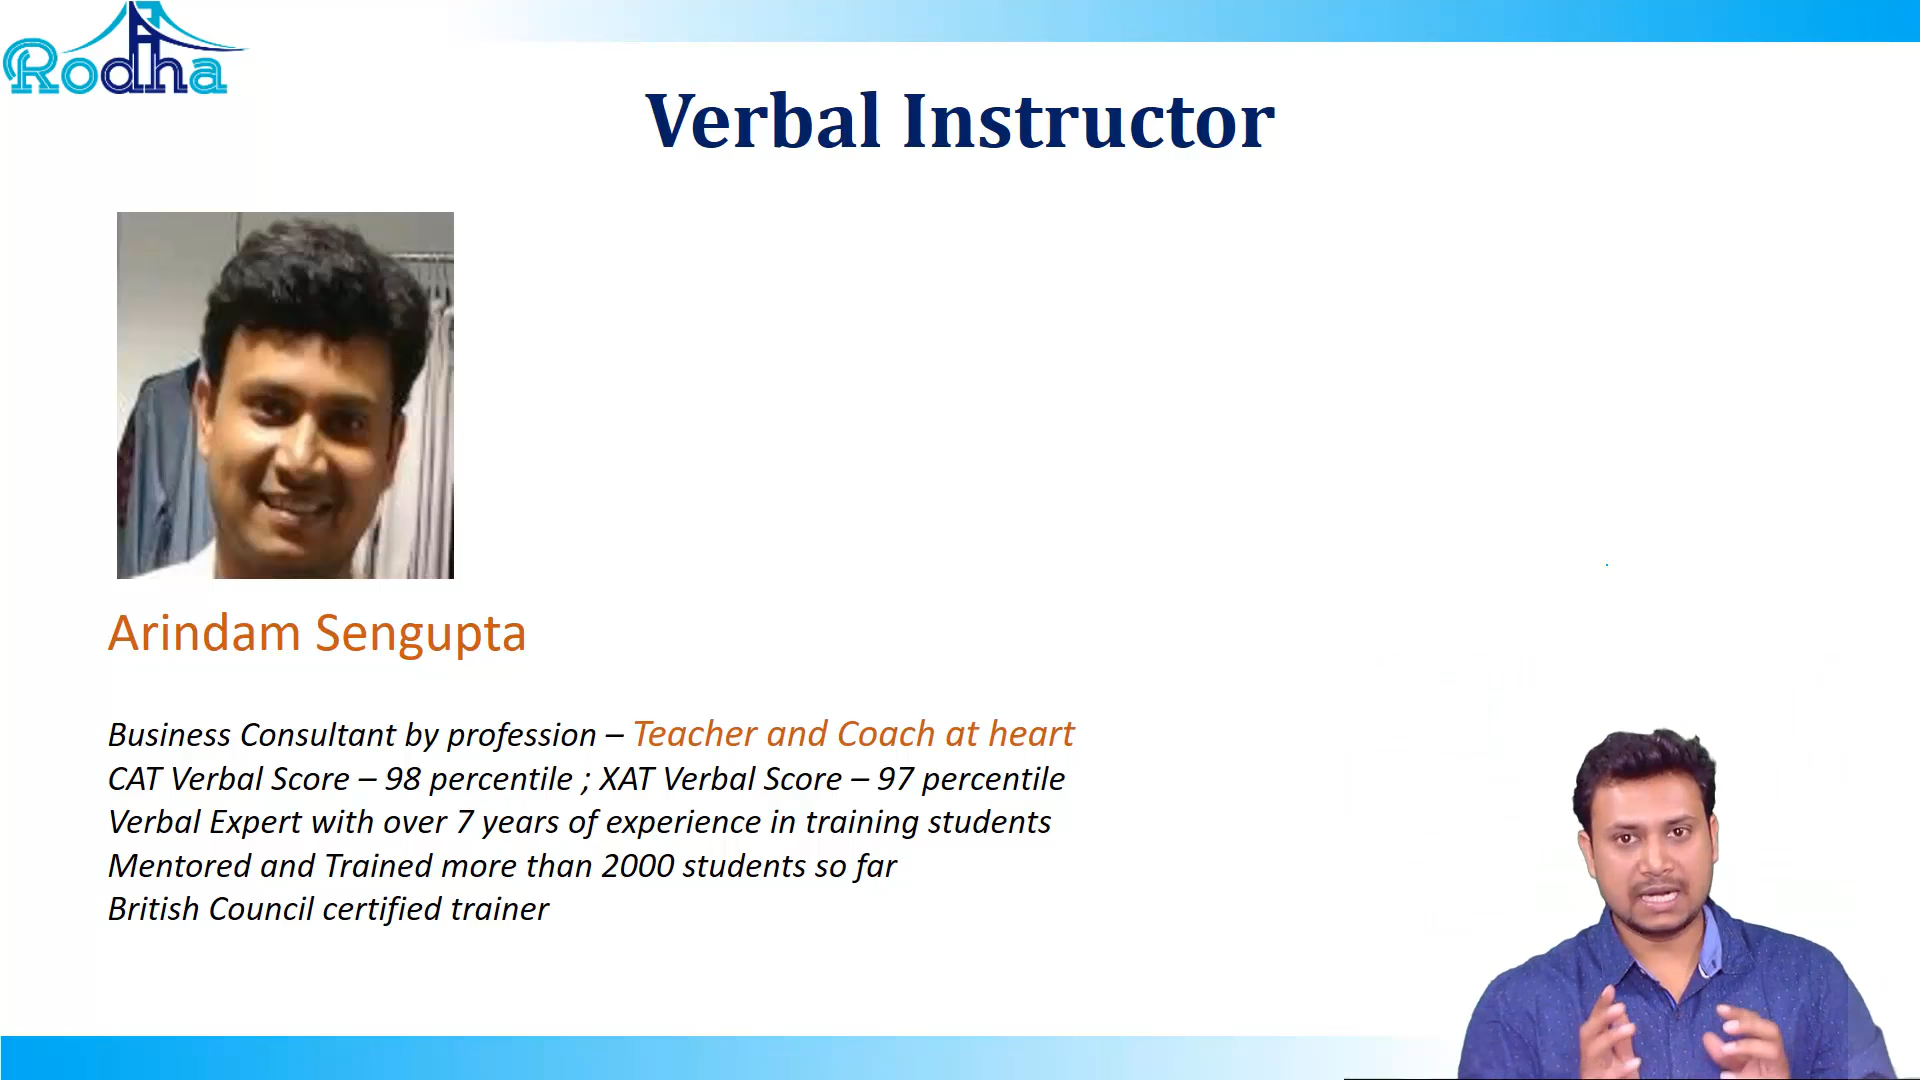 Rodha
Verbal Instructor
Arindam Sengupta
Business Consultant by profession – Teacher and Coach at heart
CAT Verbal Score – 98 percentile ; XAT Verbal Score – 97 percentile
Verbal Expert with over 7 years of experience in training students
Mentored and Trained more than 2000 students so far
British Council certified trainer